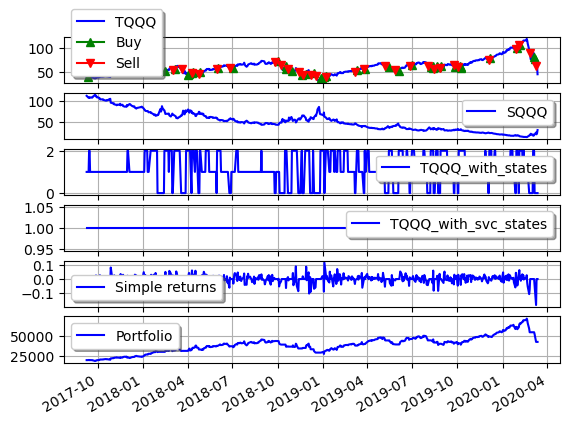 TQQQ
Buy
Sell
100
50
SQQQ
100
50
TQQQ_with_states
2
0
TQQQ_with_svc_states
1.05
1.00
0.95
Simple returns
0.1
0.0
−0.1
Portfolio
50000
25000
2017-10 2018-01 2018-04 2018-07 2018-10 2019-01 2019-04 2019-07 2019-10 2020-01 2020-04